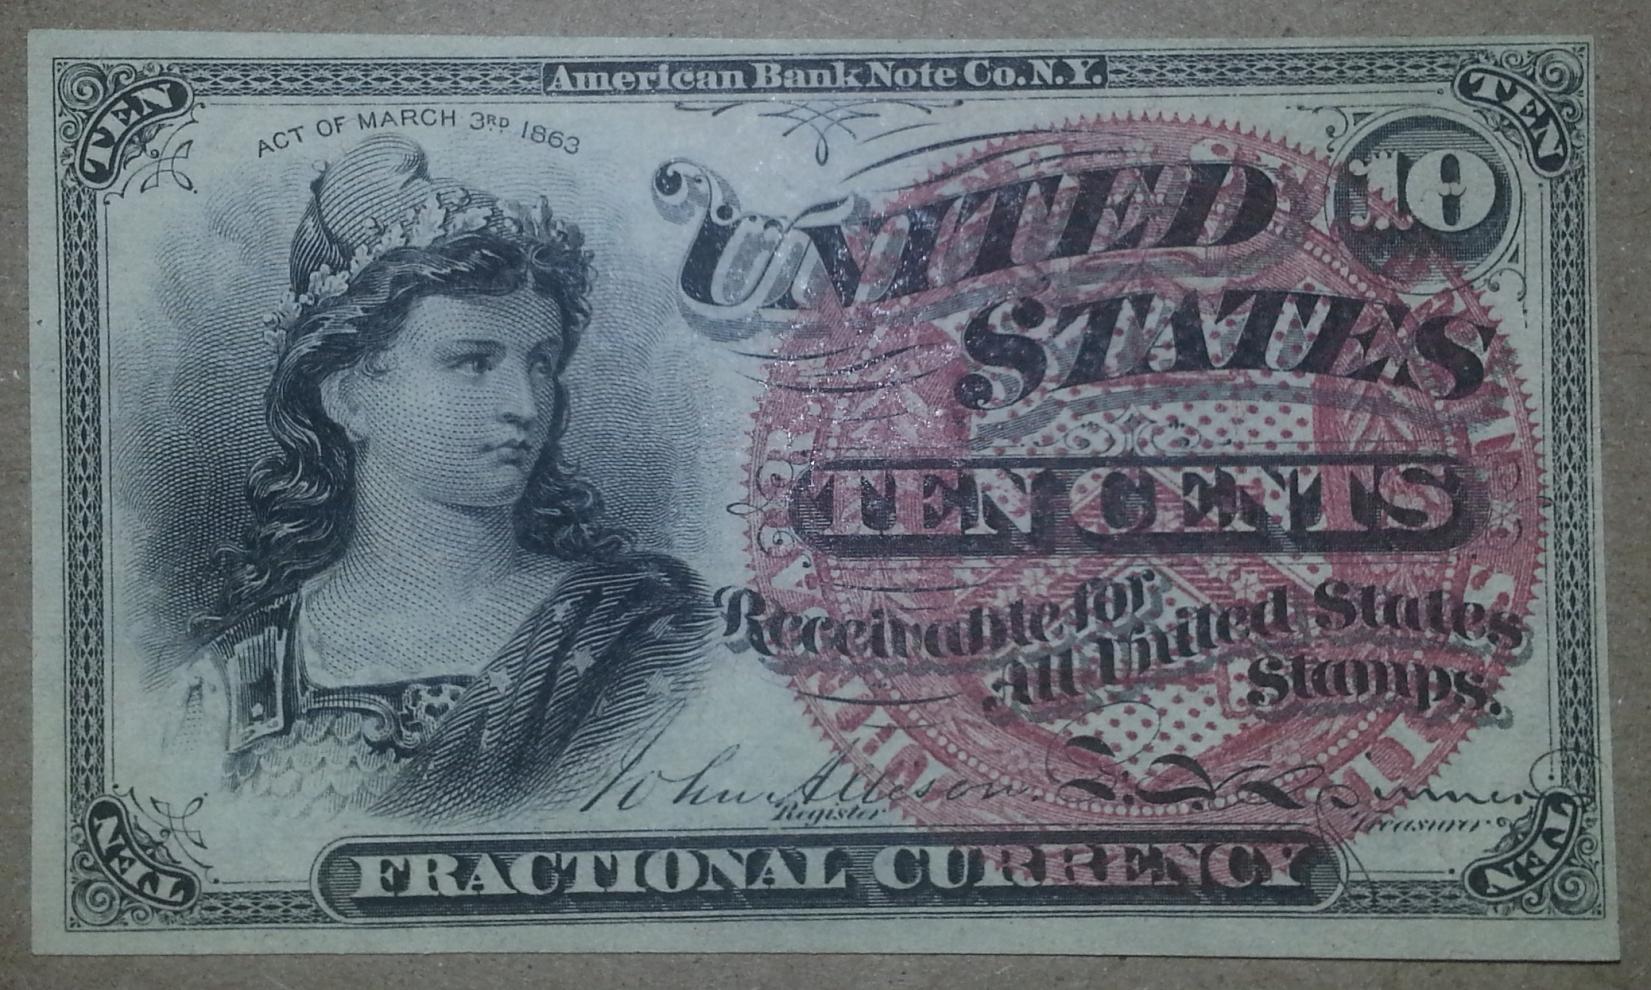 American Bank Note Co. N.Y.
TEN
TEN
ACT OF MARCH 3RD 1863
10
UNITED
STATES
TEN CENTS
Receivable for
All United States
Stamps.
John Allison.
Register
Treasurer
TEN
TEN
FRACTIONAL CURRENCY